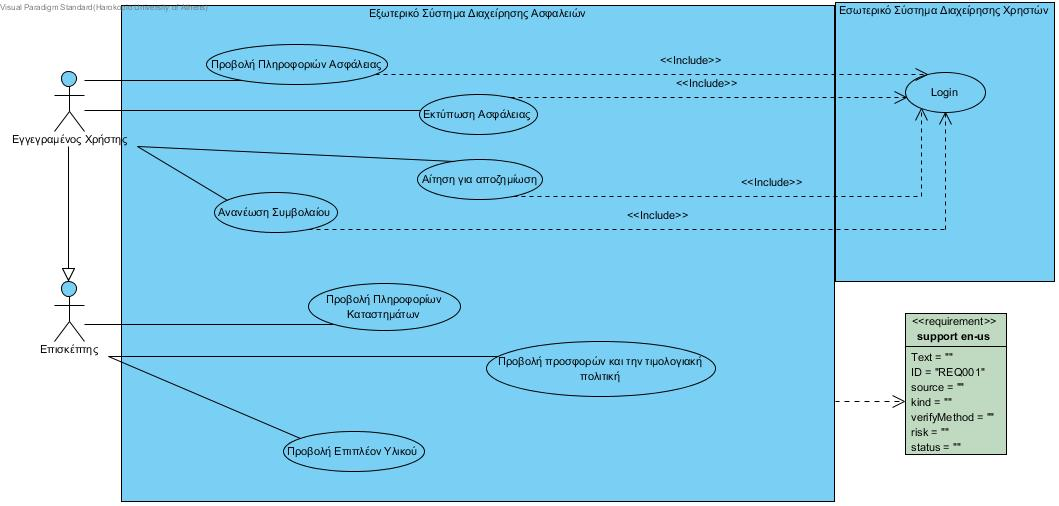 Visual Paradigm Standard(Harokopio University of Athens)
Εξωτερικό Σύστημα Διαχείρησης Ασφαλειών
Εσωτερικό Σύστημα Διαχείρησης Χρηστών
Προβολή Πληροφοριών Ασφάλειας
<<Include>>
<<Include>>
Login
Εκτύπωση Ασφάλειας
Εγγεγραμένος Χρήστης
Αίτηση για αποζημίωση
<<Include>>
Ανανέωση Συμβολαίου
<<Include>>
Προβολή Πληροφορίων
Καταστημάτων
Επισκέπτης
Προβολή προσφορών και την τιμολογιακή
πολιτική
Προβολή Επιπλέον Υλικού
<<requirement>>
support en-us
Text = ""
ID = "REQ001"
source = ""
kind = ""
verifyMethod = ""
risk = ""
status = ""